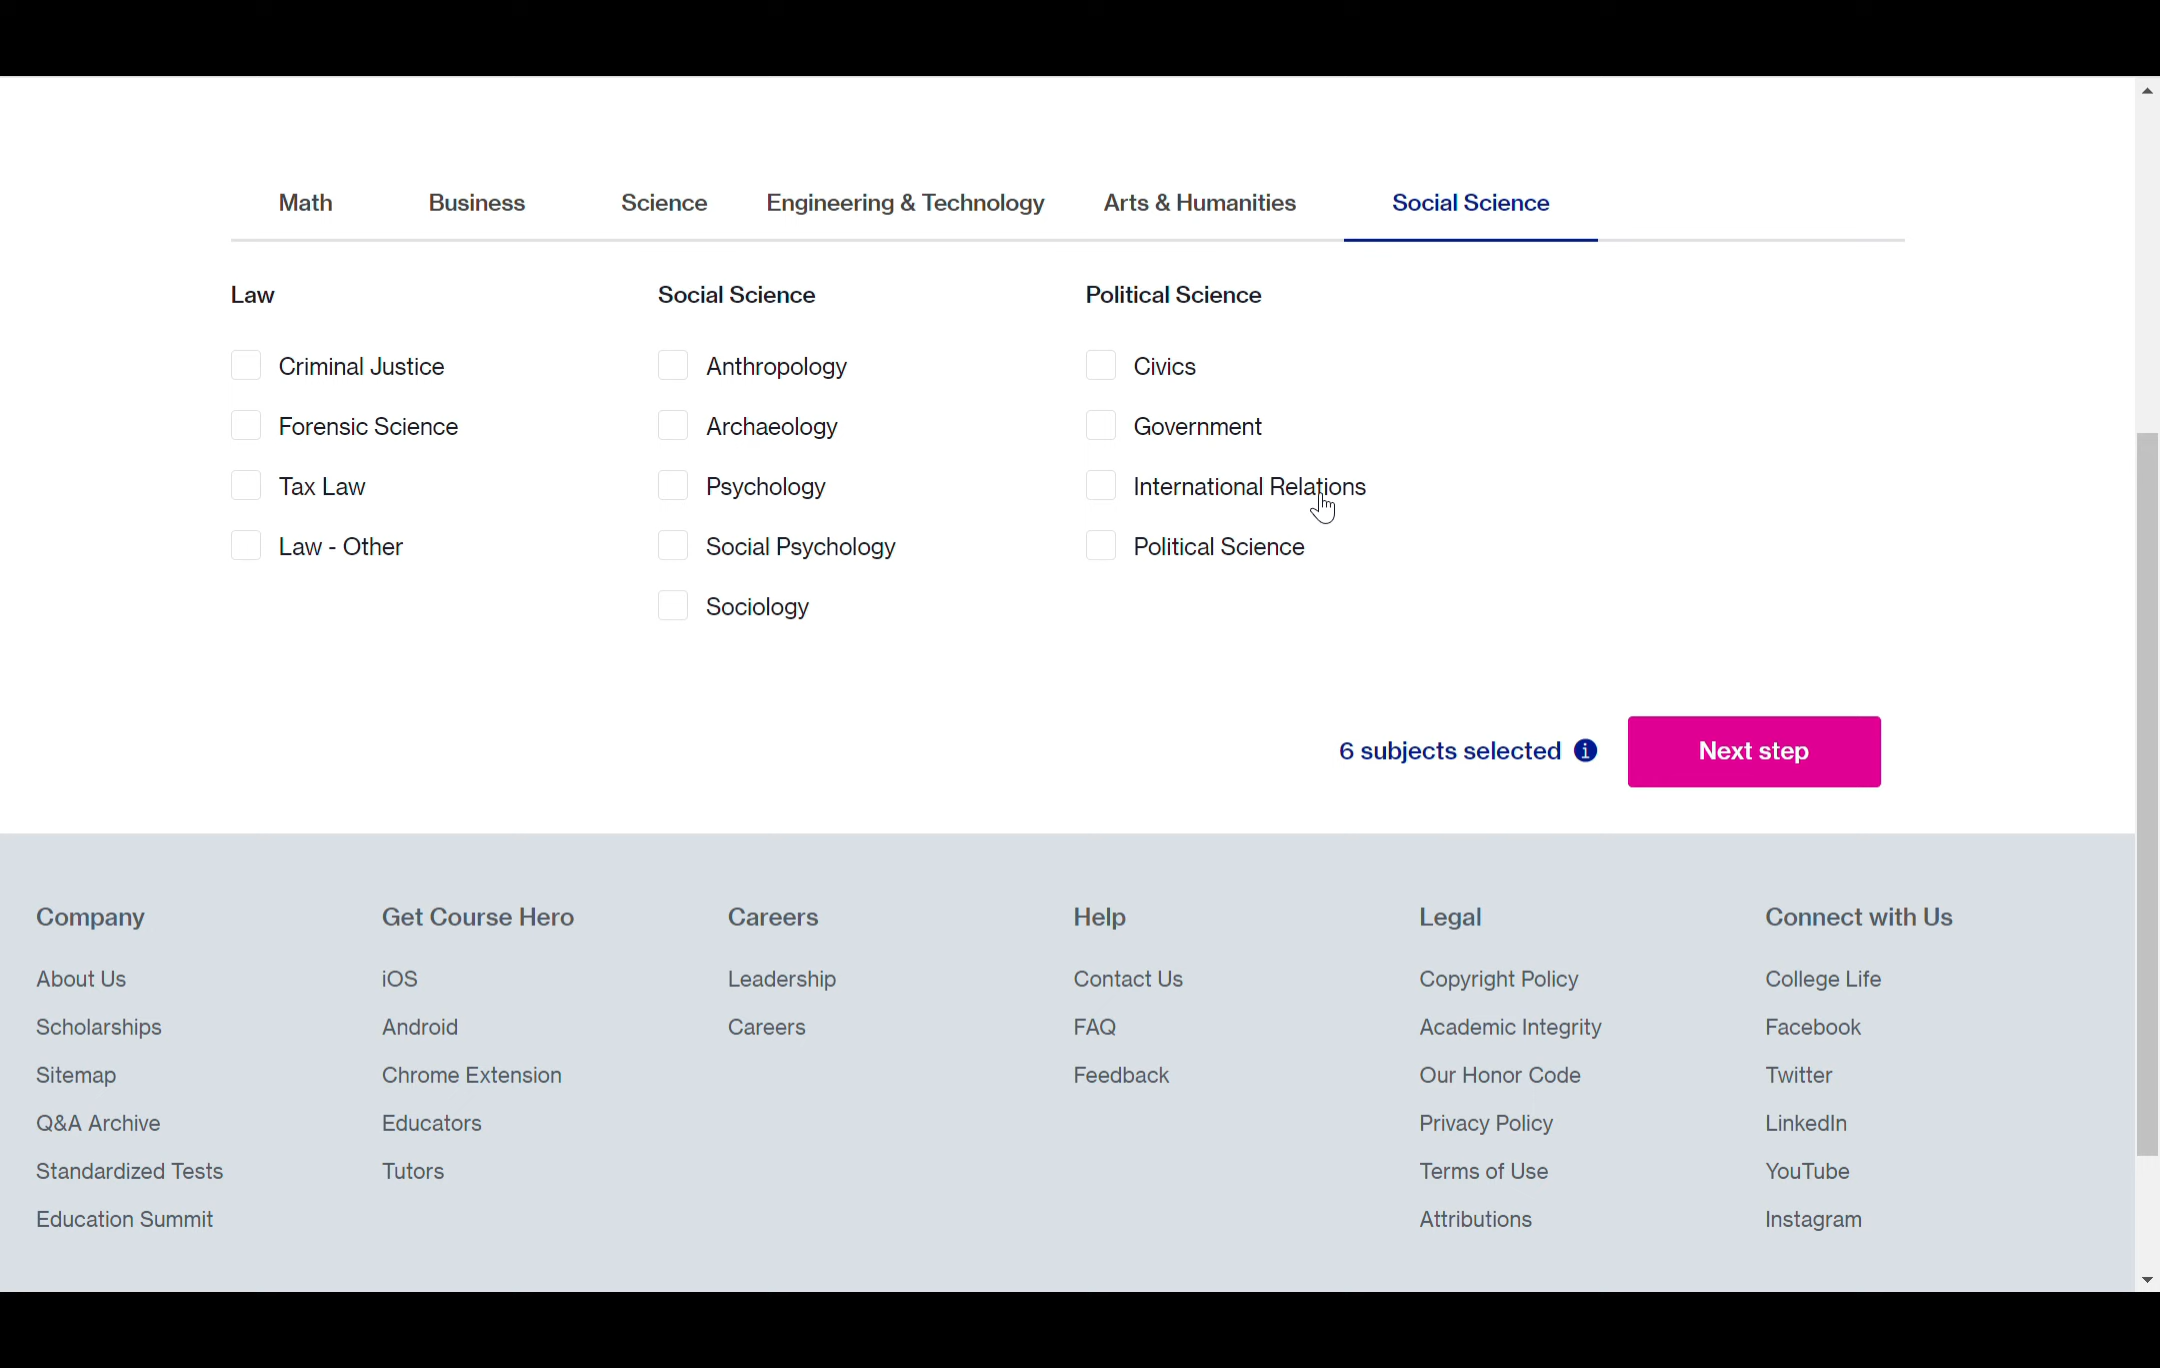 Math Business Science Engineering & Technology Arts & Humanities Social Science
Law
Criminal Justice
Forensic Science
Tax Law
Law - Other
Social Science
Anthropology
Archaeology
Psychology
Social Psychology
Sociology
Political Science
Civics
Government
International Relations
Political Science
6 subjects selected i
Next step
Company
About Us
Scholarships
Sitemap
Q&A Archive
Standardized Tests
Education Summit
Get Course Hero
iOS
Android
Chrome Extension
Educators
Tutors
Careers
Leadership
Careers
Help
Contact Us
FAQ
Feedback
Legal
Copyright Policy
Academic Integrity
Our Honor Code
Privacy Policy
Terms of Use
Attributions
Connect with Us
College Life
Facebook
Twitter
LinkedIn
YouTube
Instagram